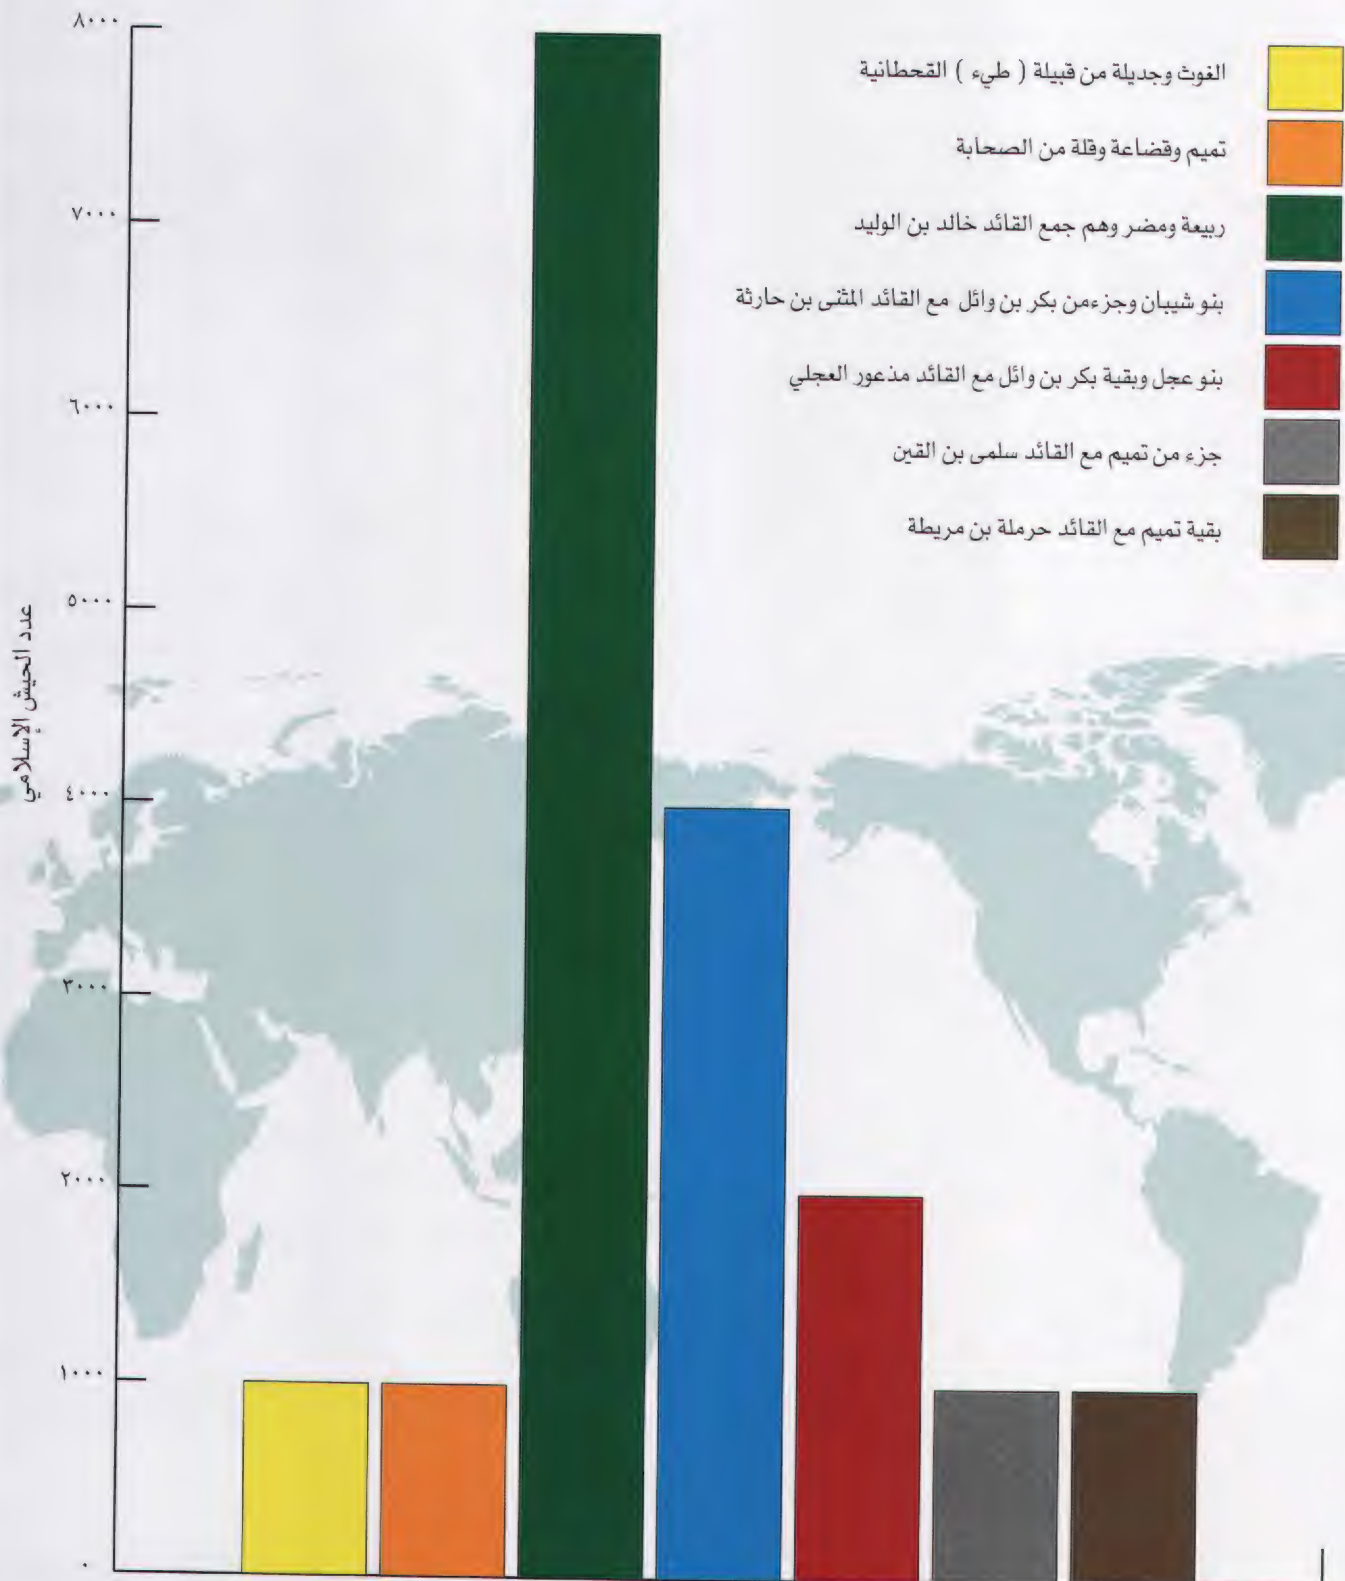 الغوث وجديلة من قبيلة ( طيء ) القحطانية
تميم وقضاعة وقلة من الصحابة
ربيعة ومضر وهم جمع القائد خالد بن الوليد
بنو شيبان وجزءمن بكر بن وائل مع القائد المثنى بن حارثة
بنو عجل وبقية بكر بن وائل مع القائد مذعور العجلي
جزء من تميم مع القائد سلمى بن القين
بقية تميم مع القائد حرملة بن مريطة
عدد الجيش الإسلامي
٨٠٠٠
٧٠٠٠
٦٠٠٠
٥٠٠٠
٤٠٠٠
٣٠٠٠
٢٠٠٠
١٠٠٠
٠